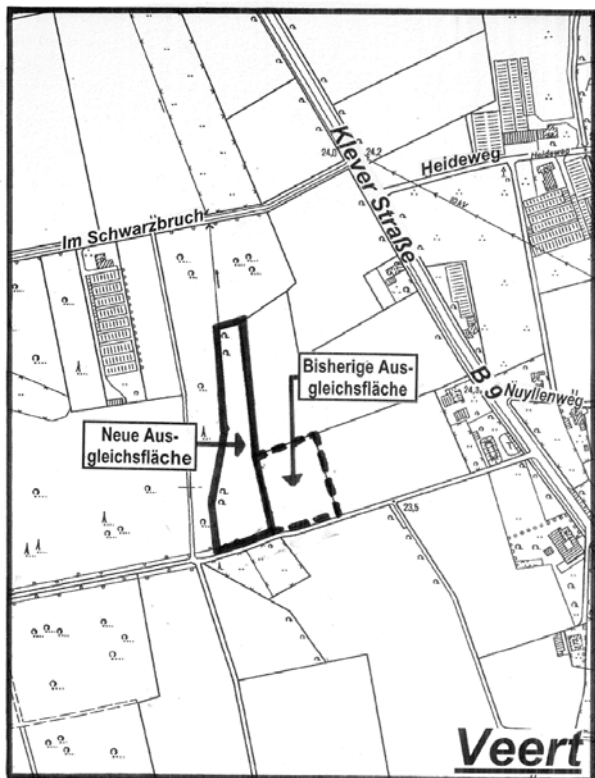 24,0
24,2
Klever Straße
Heideweg
Heideweg
Im Schwarzbruch
Bisherige Aus-
gleichsfläche
Neue Aus-
gleichsfläche
24,3
B 9
Nuyllenweg
23,5
Veert